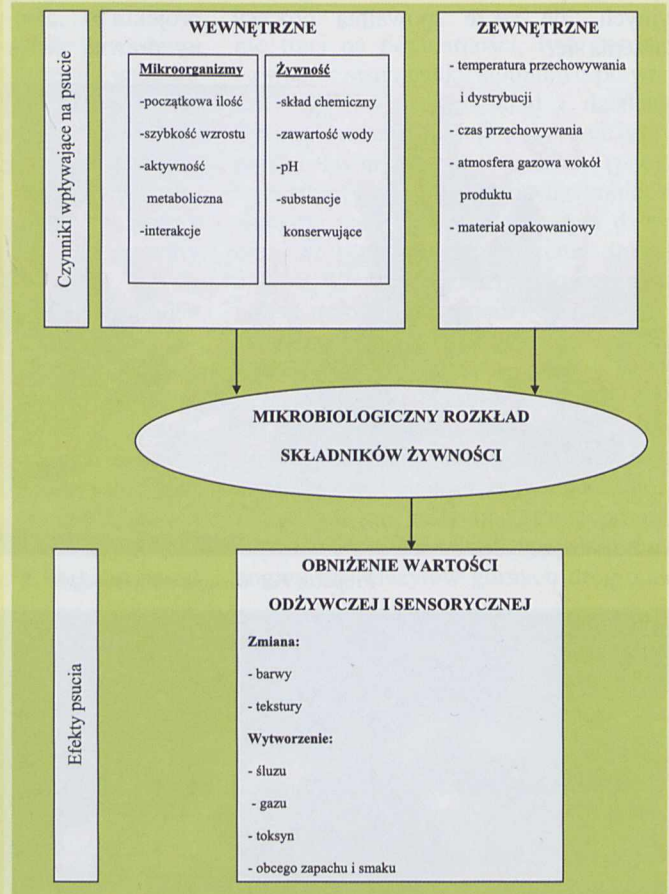 Czynniki wpływające na psucie
WEWNĘTRZNE
Mikroorganizmy
-początkowa ilość
-szybkość wzrostu
-aktywność
metaboliczna
-interakcje
Żywność
-skład chemiczny
-zawartość wody
-pH
-substancje
konserwujące
ZEWNĘTRZNE
- temperatura przechowywania
i dystrybucji
- czas przechowywania
- atmosfera gazowa wokół
produktu
- materiał opakowaniowy
MIKROBIOLOGICZNY ROZKŁAD
SKŁADNIKÓW ŻYWNOŚCI
Efekty psucia
OBNIŻENIE WARTOŚCI
ODŻYWCZEJ I SENSORYCZNEJ
Zmiana:
- barwy
- tekstury
Wytworzenie:
- śluzu
- gazu
- toksyn
- obcego zapachu i smaku